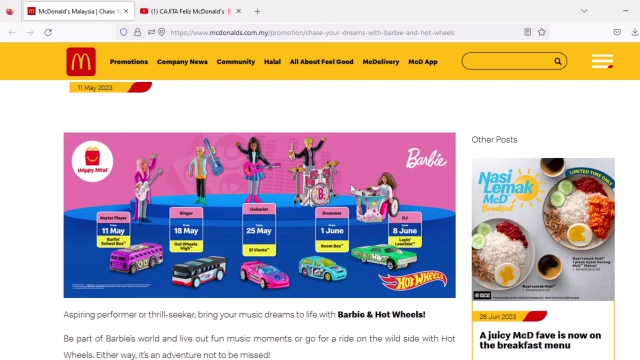 McDonald's Malaysia | Chase Y
(1) CAJITA Feliz McDonald's
https://www.mcdonalds.com.my/promotion/chase-your-dreams-with-barbie-and-hot-wheels
Promotions Company News Community Halal All About Feel Good McDelivery McD App
11 May 2023
Other Posts
Happy Meal
Barbie
Keytar Player
11 May
Surfin' School Bus
Singer
18 May
Hot Wheels High
Guitarist
25 May
El Viento
Drummer
1 June
Boom Box
DJ
8 June
Layin' Lowrider
HOT WHEELS
LIMITED TIME ONLY
Nasi Lemak McD
Breakfast
Aspiring performer or thrill-seeker, bring your music dreams to life with Barbie & Hot Wheels!
Be part of Barbie's world and live out fun music moments or go for a ride on the wild side with Hot
Wheels. Either way, it's an adventure not to be missed!
26 Jun 2023
A juicy McD fave is now on
the breakfast menu